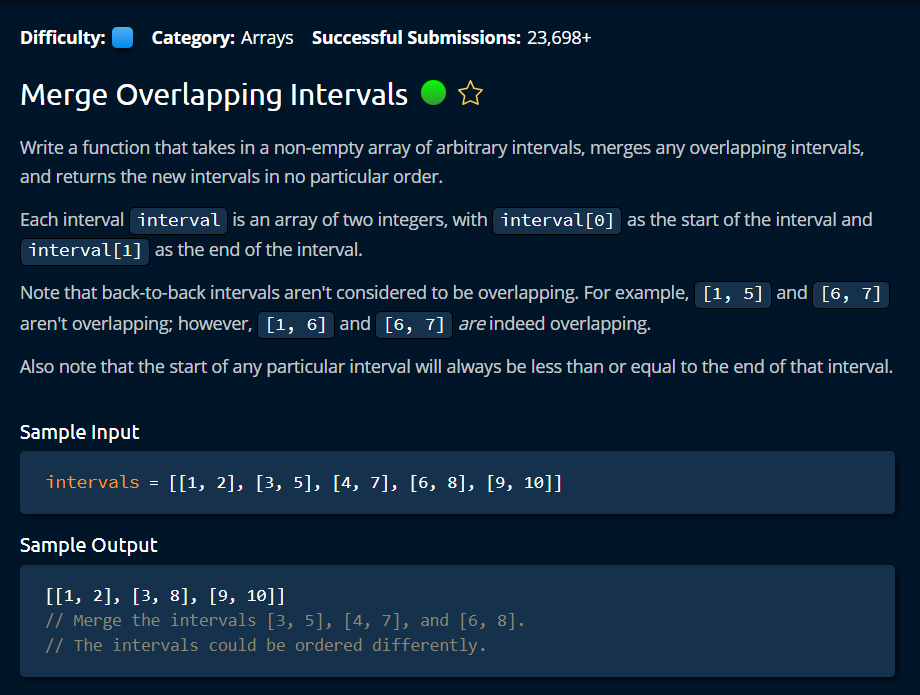 Difficulty: Category: Arrays Successful Submissions: 23,698+
Merge Overlapping Intervals
Write a function that takes in a non-empty array of arbitrary intervals, merges any overlapping intervals,
and returns the new intervals in no particular order.
Each interval interval is an array of two integers, with interval[0] as the start of the interval and
interval[1] as the end of the interval.
Note that back-to-back intervals aren't considered to be overlapping. For example, [1, 5] and [6, 7]
aren't overlapping; however, [1, 6] and [6, 7] are indeed overlapping.
Also note that the start of any particular interval will always be less than or equal to the end of that interval.
Sample Input
intervals = [[1, 2], [3, 5], [4, 7], [6, 8], [9, 10]]
Sample Output
[[1, 2], [3, 8], [9, 10]]
// Merge the intervals [3, 5], [4, 7], and [6, 8].
// The intervals could be ordered differently.